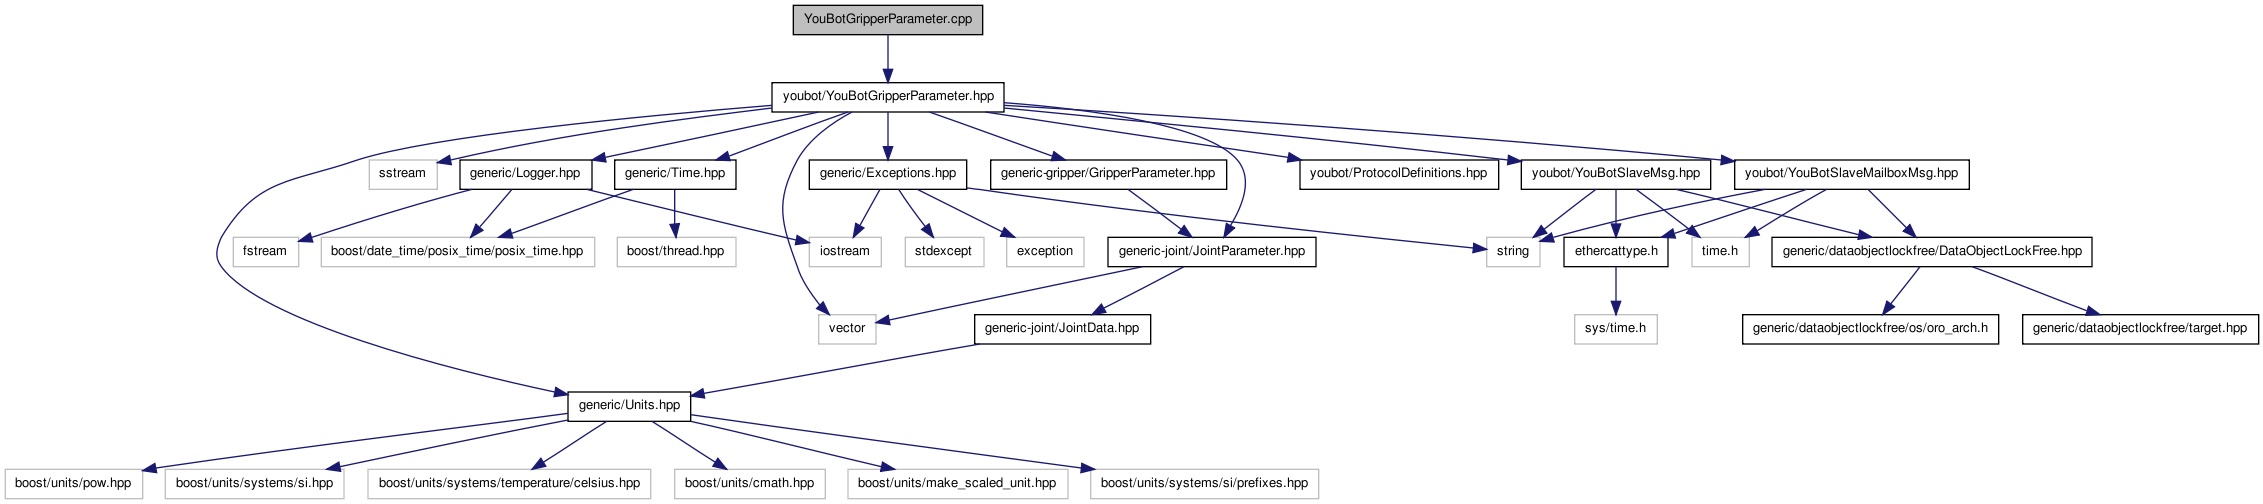 YouBotGripperParameter.cpp
youbot/YouBotGripperParameter.hpp
sstream
generic/Logger.hpp
generic/Time.hpp
generic/Exceptions.hpp
generic-gripper/GripperParameter.hpp
youbot/ProtocolDefinitions.hpp
youbot/YouBotSlaveMsg.hpp
youbot/YouBotSlaveMailboxMsg.hpp
fstream
boost/date_time/posix_time/posix_time.hpp
boost/thread.hpp
iostream
stdexcept
exception
generic-joint/JointParameter.hpp
string
ethercattype.h
time.h
generic/dataobjectlockfree/DataObjectLockFree.hpp
vector
generic-joint/JointData.hpp
sys/time.h
generic/dataobjectlockfree/os/oro_arch.h
generic/dataobjectlockfree/target.hpp
generic/Units.hpp
boost/units/pow.hpp
boost/units/systems/si.hpp
boost/units/systems/temperature/celsius.hpp
boost/units/cmath.hpp
boost/units/make_scaled_unit.hpp
boost/units/systems/si/prefixes.hpp